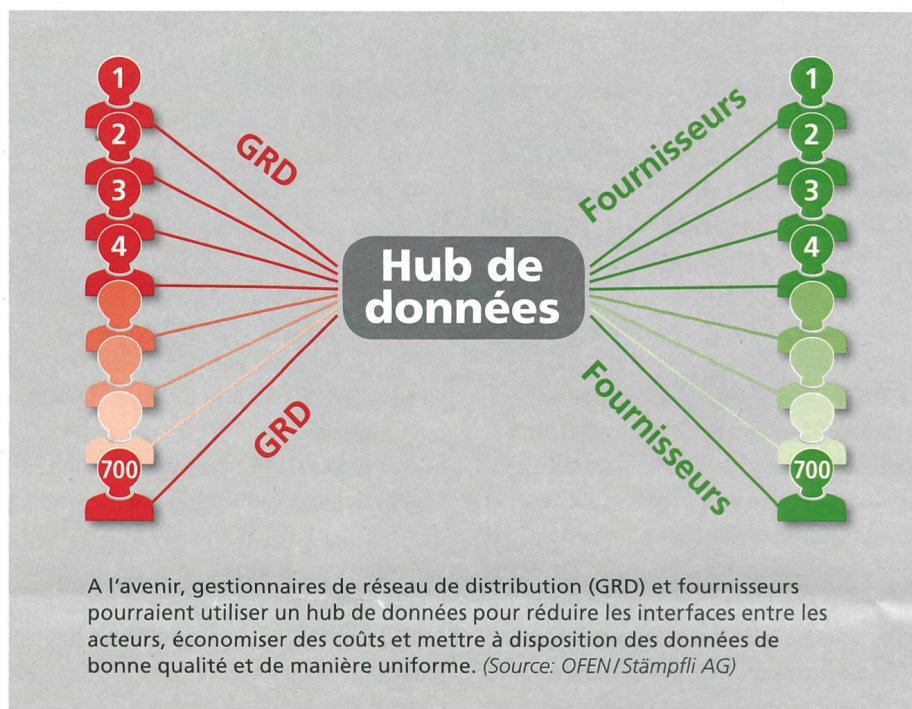 1
2
3
4
700
GRD
GRD
Hub de
données
Fournisseurs
Fournisseurs
1
2
3
4
700
A l'avenir, gestionnaires de réseau de distribution (GRD) et fournisseurs
pourraient utiliser un hub de données pour réduire les interfaces entre les
acteurs, économiser des coûts et mettre à disposition des données de
bonne qualité et de manière uniforme. (Source: OFEN/Stämpfli AG)